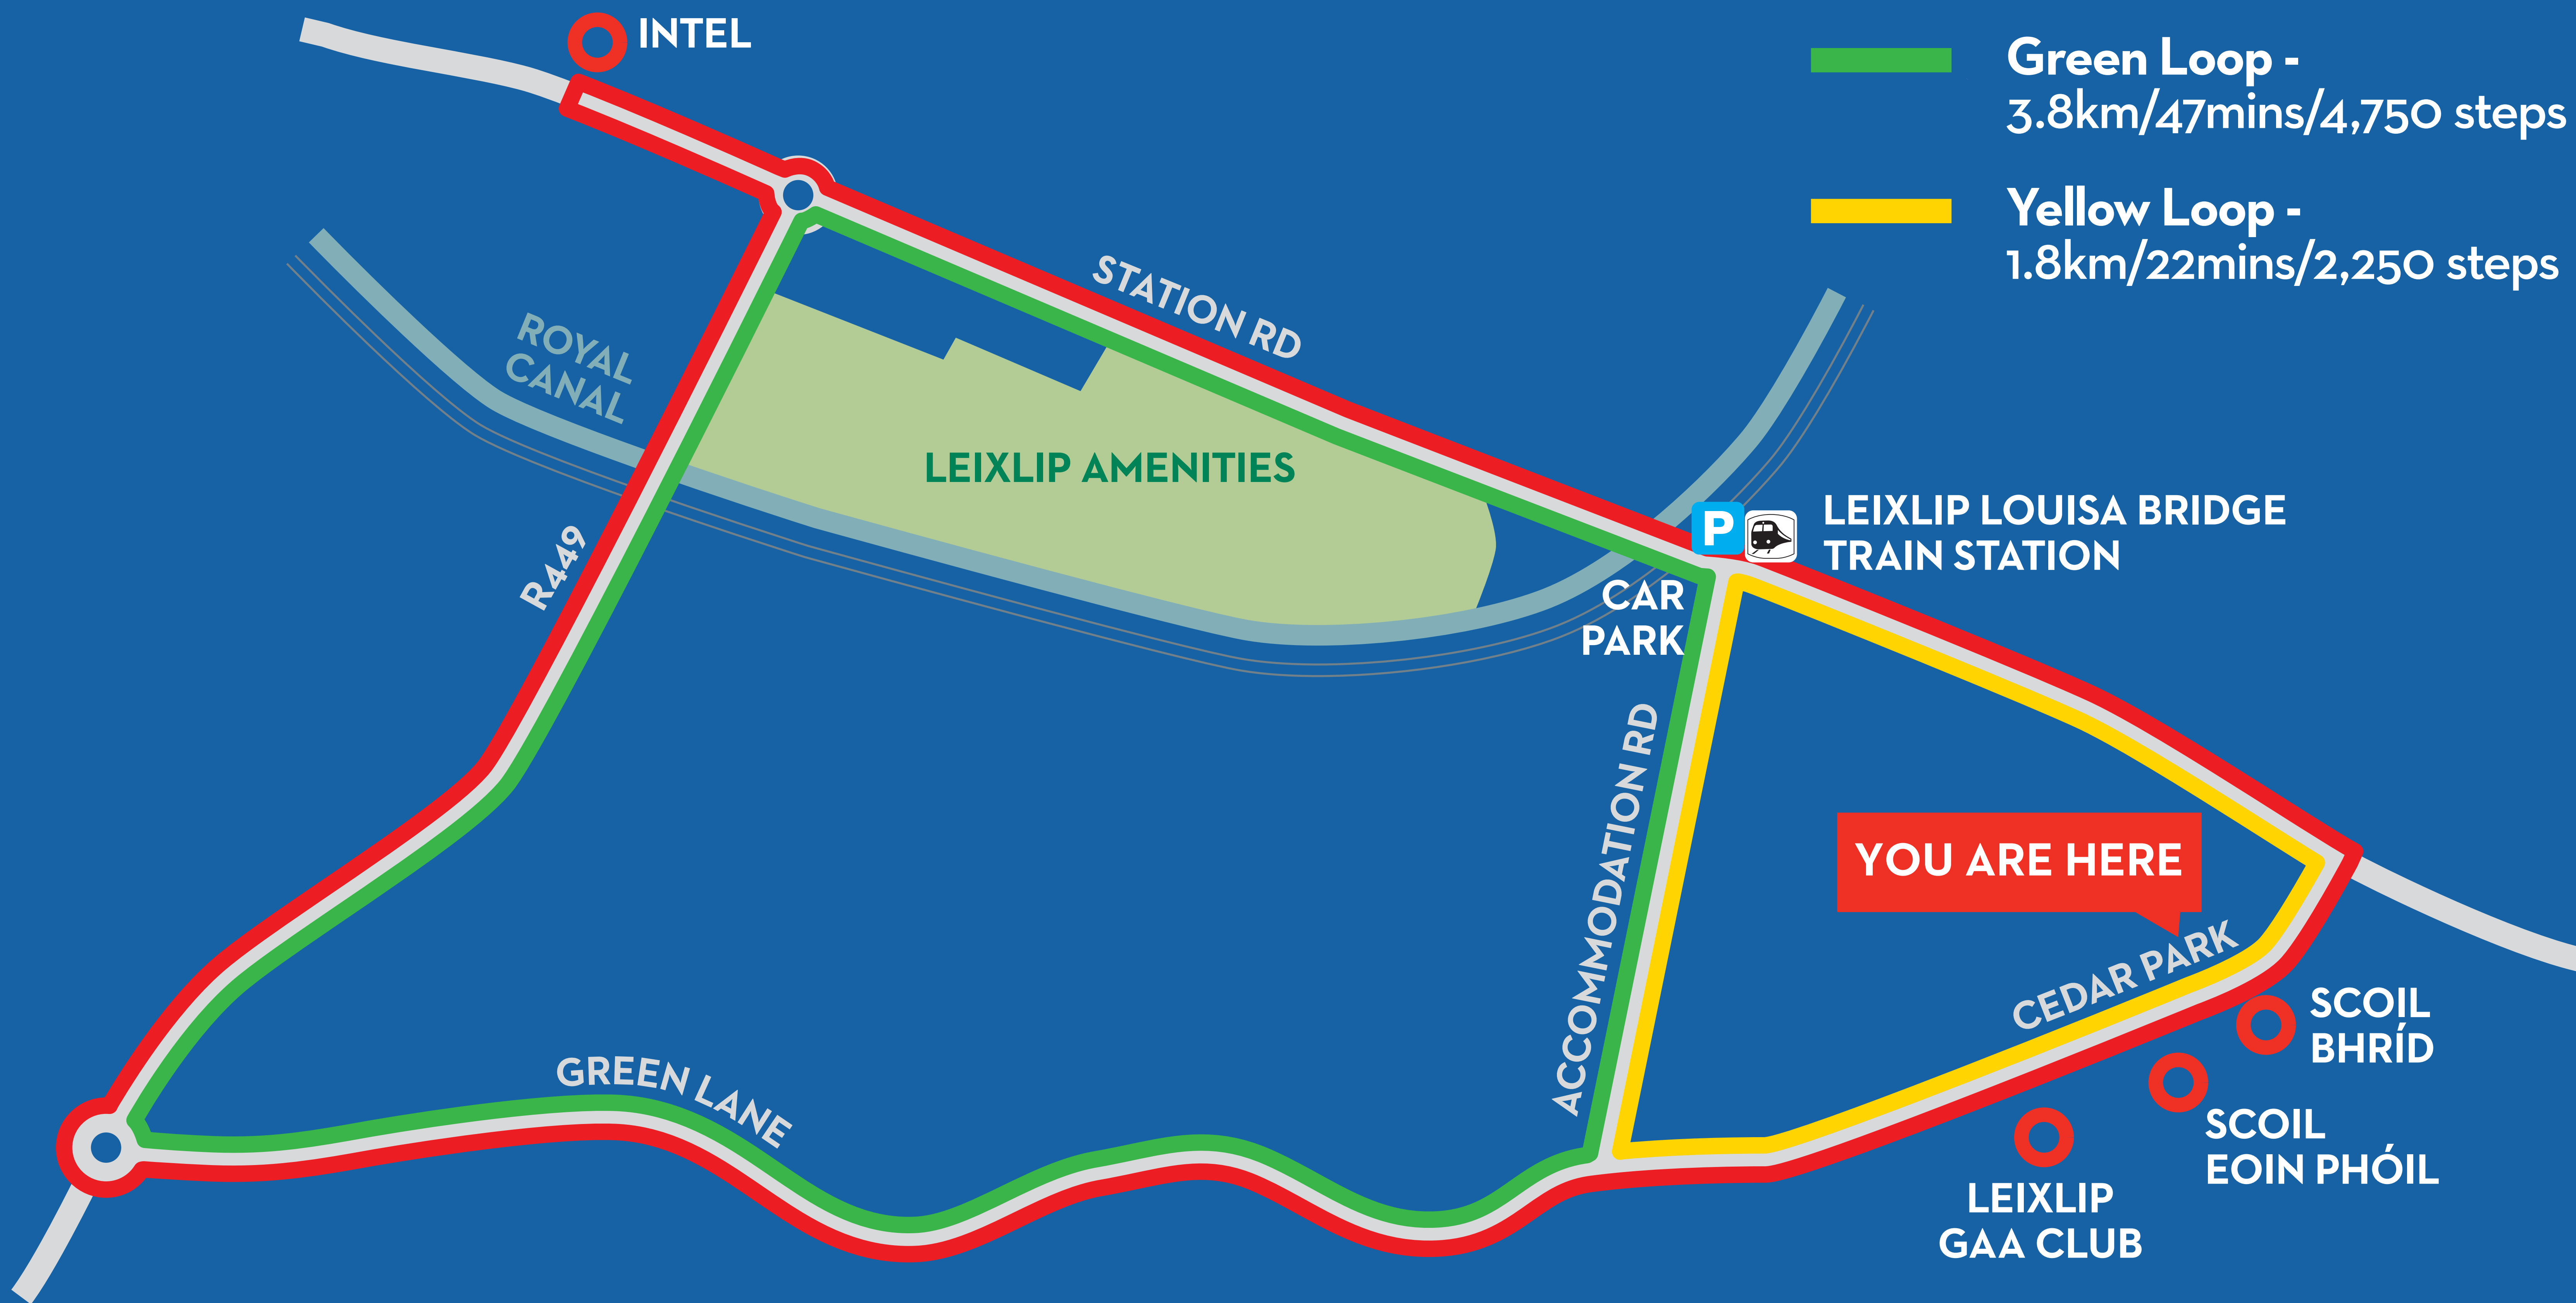 INTEL
Green Loop -
3.8km/47mins/4,750 steps
Yellow Loop -
1.8km/22mins/2,250 steps
STATION RD
ROYAL
CANAL
LEIXLIP AMENITIES
R449
P
LEIXLIP LOUISA BRIDGE
TRAIN STATION
CAR
PARK
ACCCOMMODATION RD
YOU ARE HERE
CEDAR PARK
SCOIL
BHRÍD
SCOIL
EOIN PHÓIL
GREEN LANE
LEIXLIP
GAA CLUB